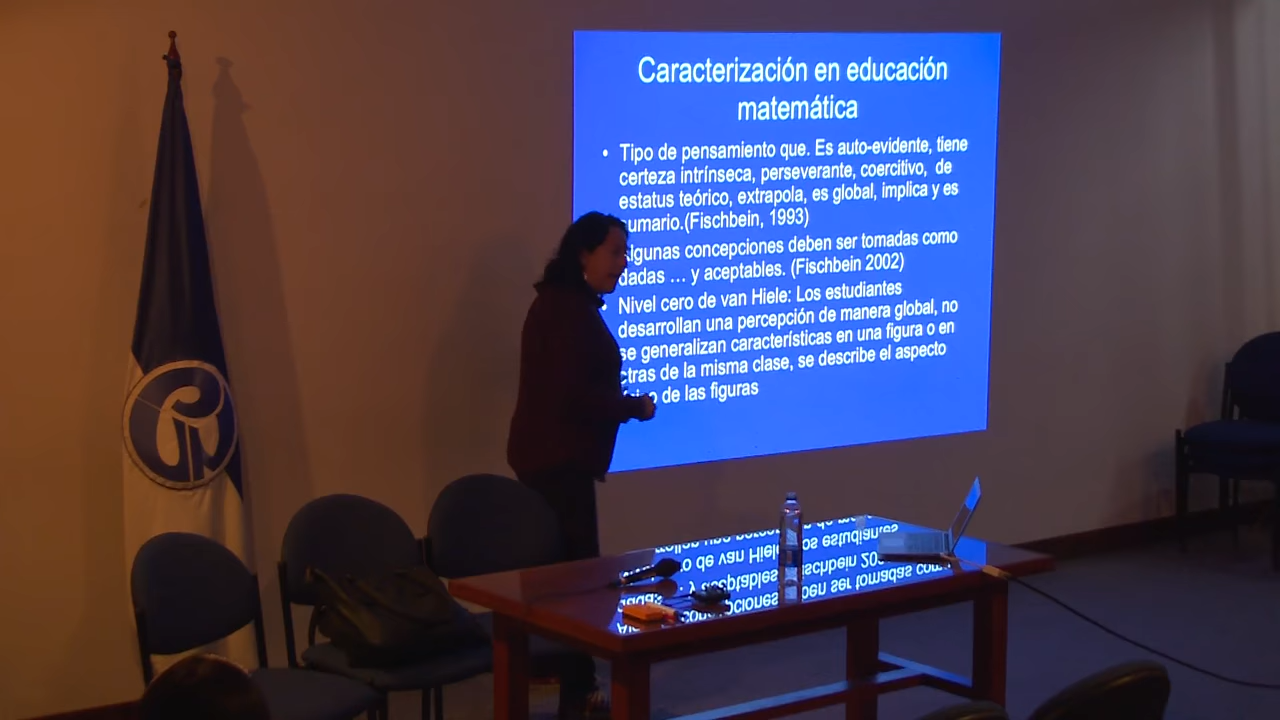 Caracterización en educación
matemática
• Tipo de pensamiento que. Es auto-evidente, tiene
certeza intrínseca, perseverante, coercitivo, de
estatus teórico, extrapola, es global, implica y es
sumario.(Fischbein, 1993)
Algunas concepciones deben ser tomadas como
dadas … y aceptables. (Fischbein 2002)
• Nivel cero de van Hiele: Los estudiantes
desarrollan una percepción de manera global, no
se generalizan características en una figura o en
otras de la misma clase, se describe el aspecto
de las figuras